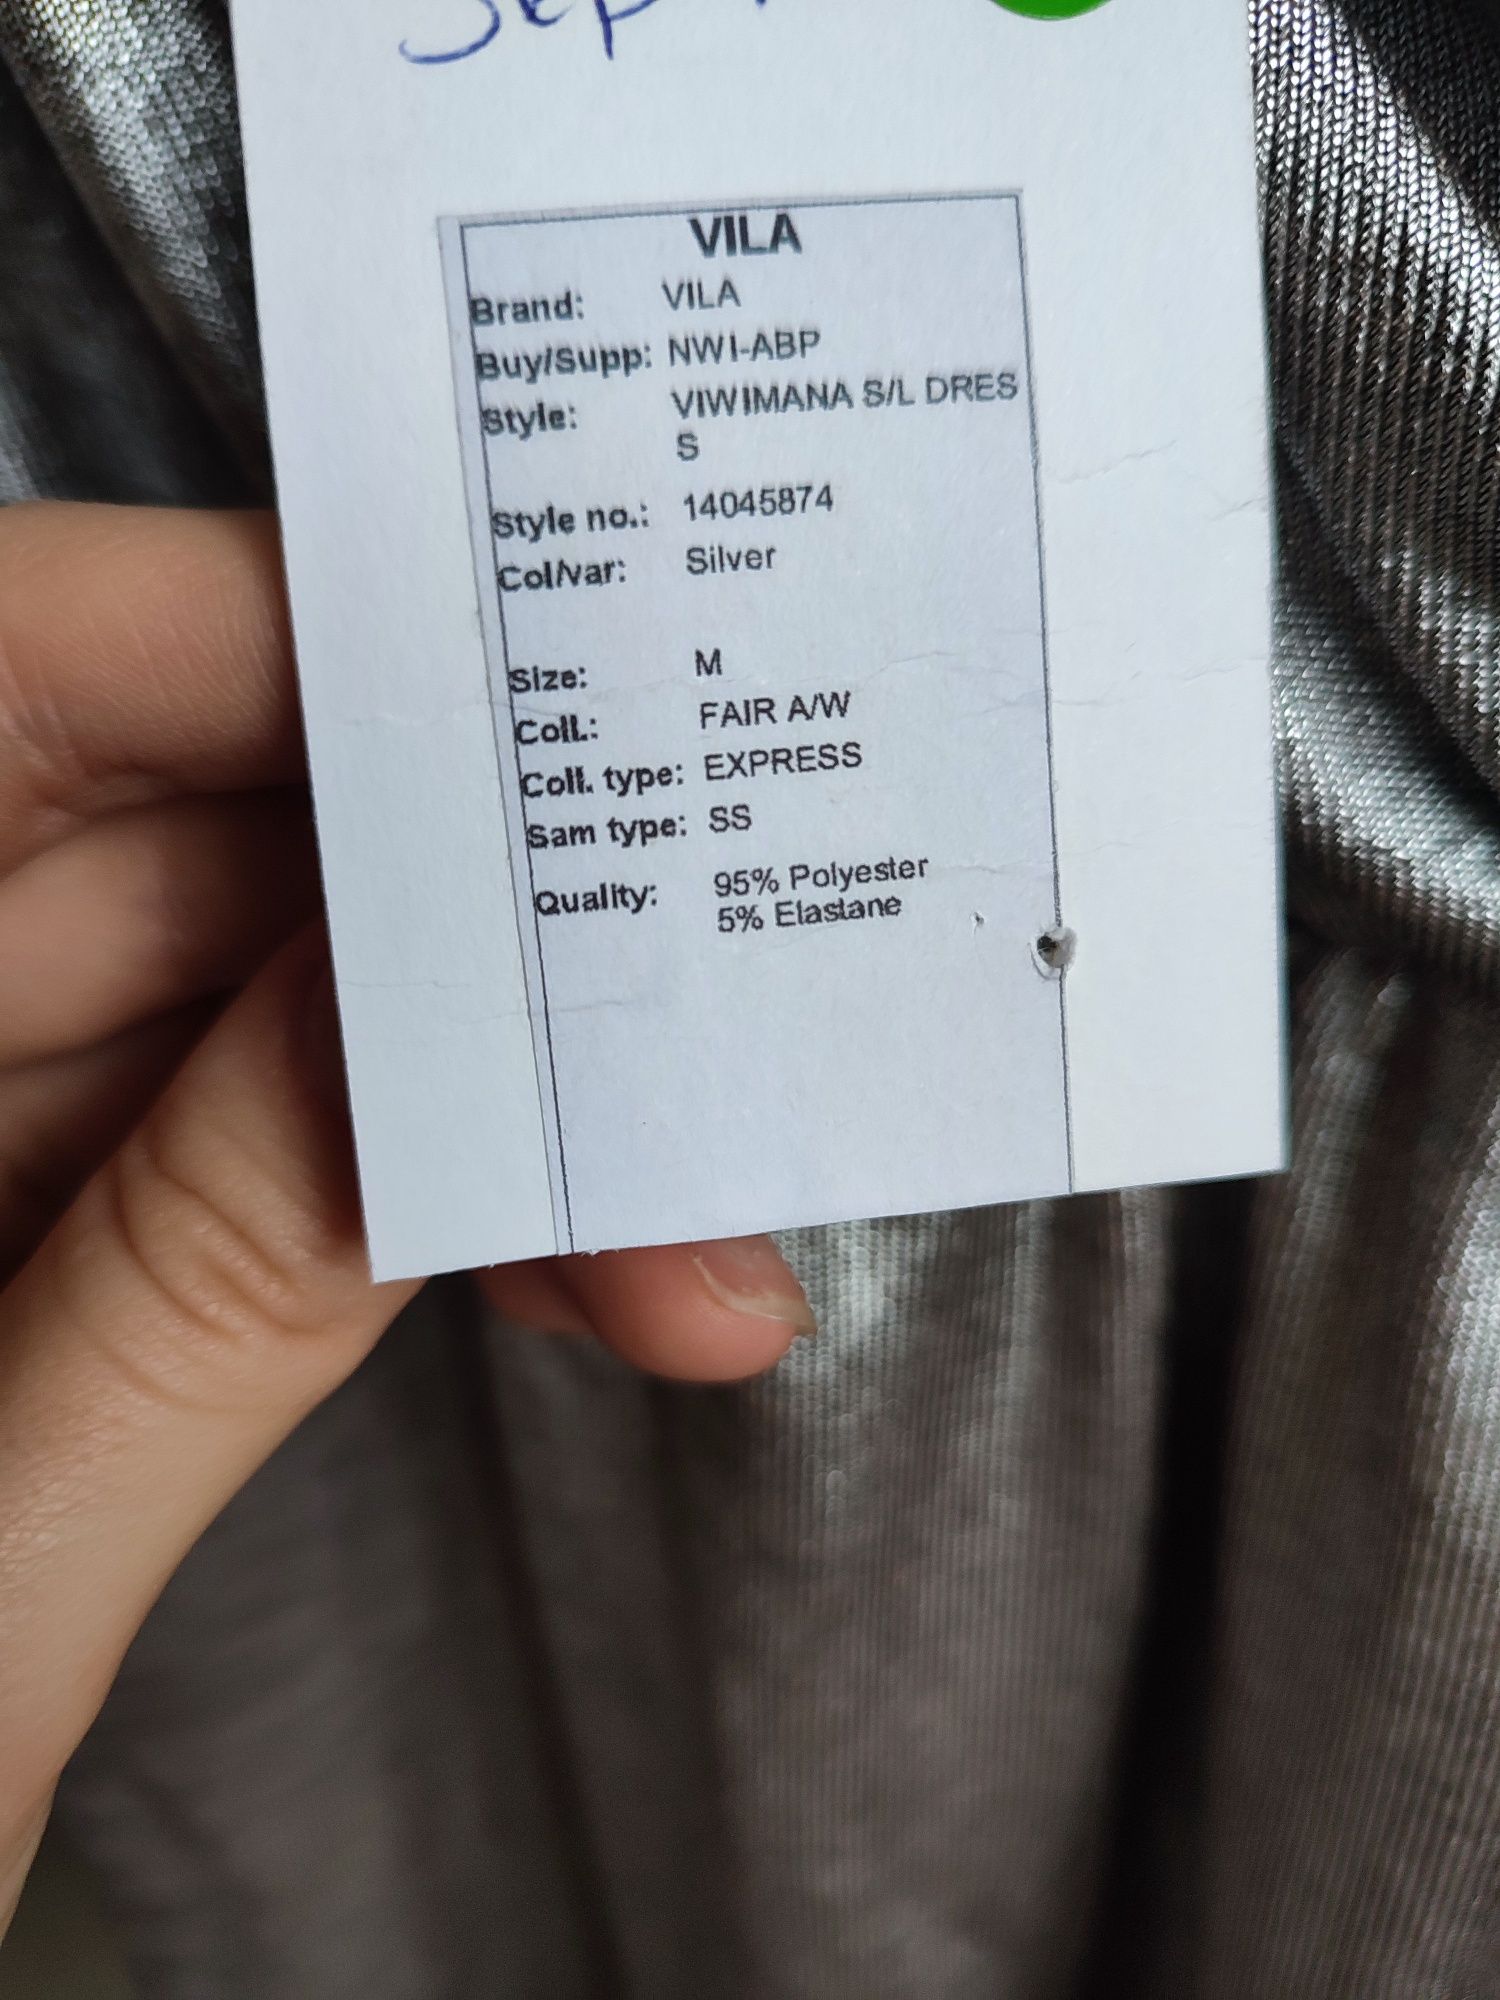 VILA
Brand: VILA
Buy/Supp: NWI-ABP
Style: VIWIMANA S/L DRES
S
Style no.: 14045874
Col/var: Silver
Size: M
Coll.: FAIR A/W
Coll. type: EXPRESS
Sam type: SS
Quality: 95% Polyester
5% Elastane